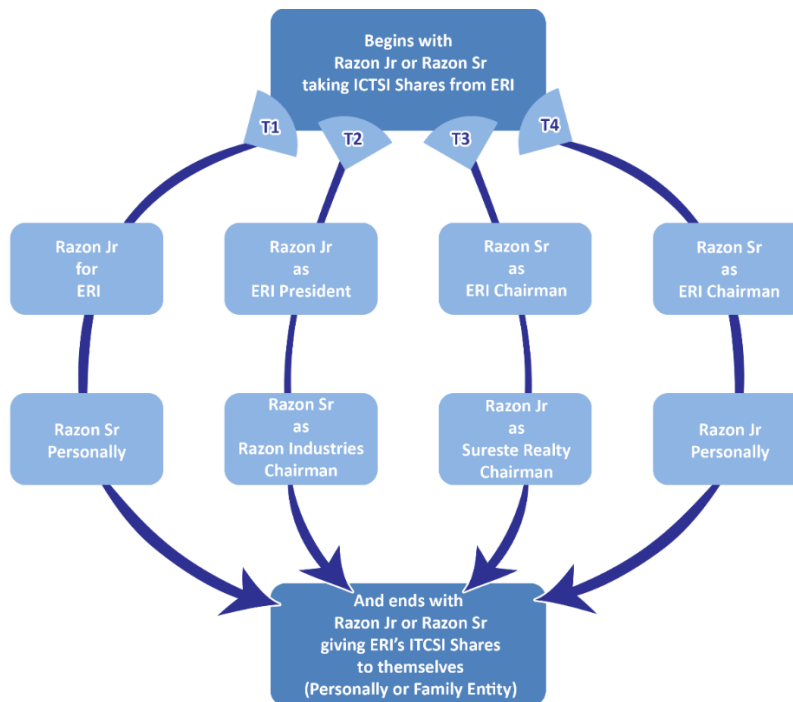 Begins with
Razon Jr or Razon Sr
taking ICTSI Shares from ERI
T1
T2
T3
T4
Razon Jr
for
ERI
Razon Jr
as
ERI President
Razon Sr
as
ERI Chairman
Razon Sr
as
ERI Chairman
Razon Sr
Personally
Razon Sr
as
Razon Industries
Chairman
Razon Jr
as
Sureste Realty
Chairman
Razon Jr
Personally
And ends with
Razon Jr or Razon Sr
giving ERI's ITCSI Shares
to themselves
(Personally or Family Entity)